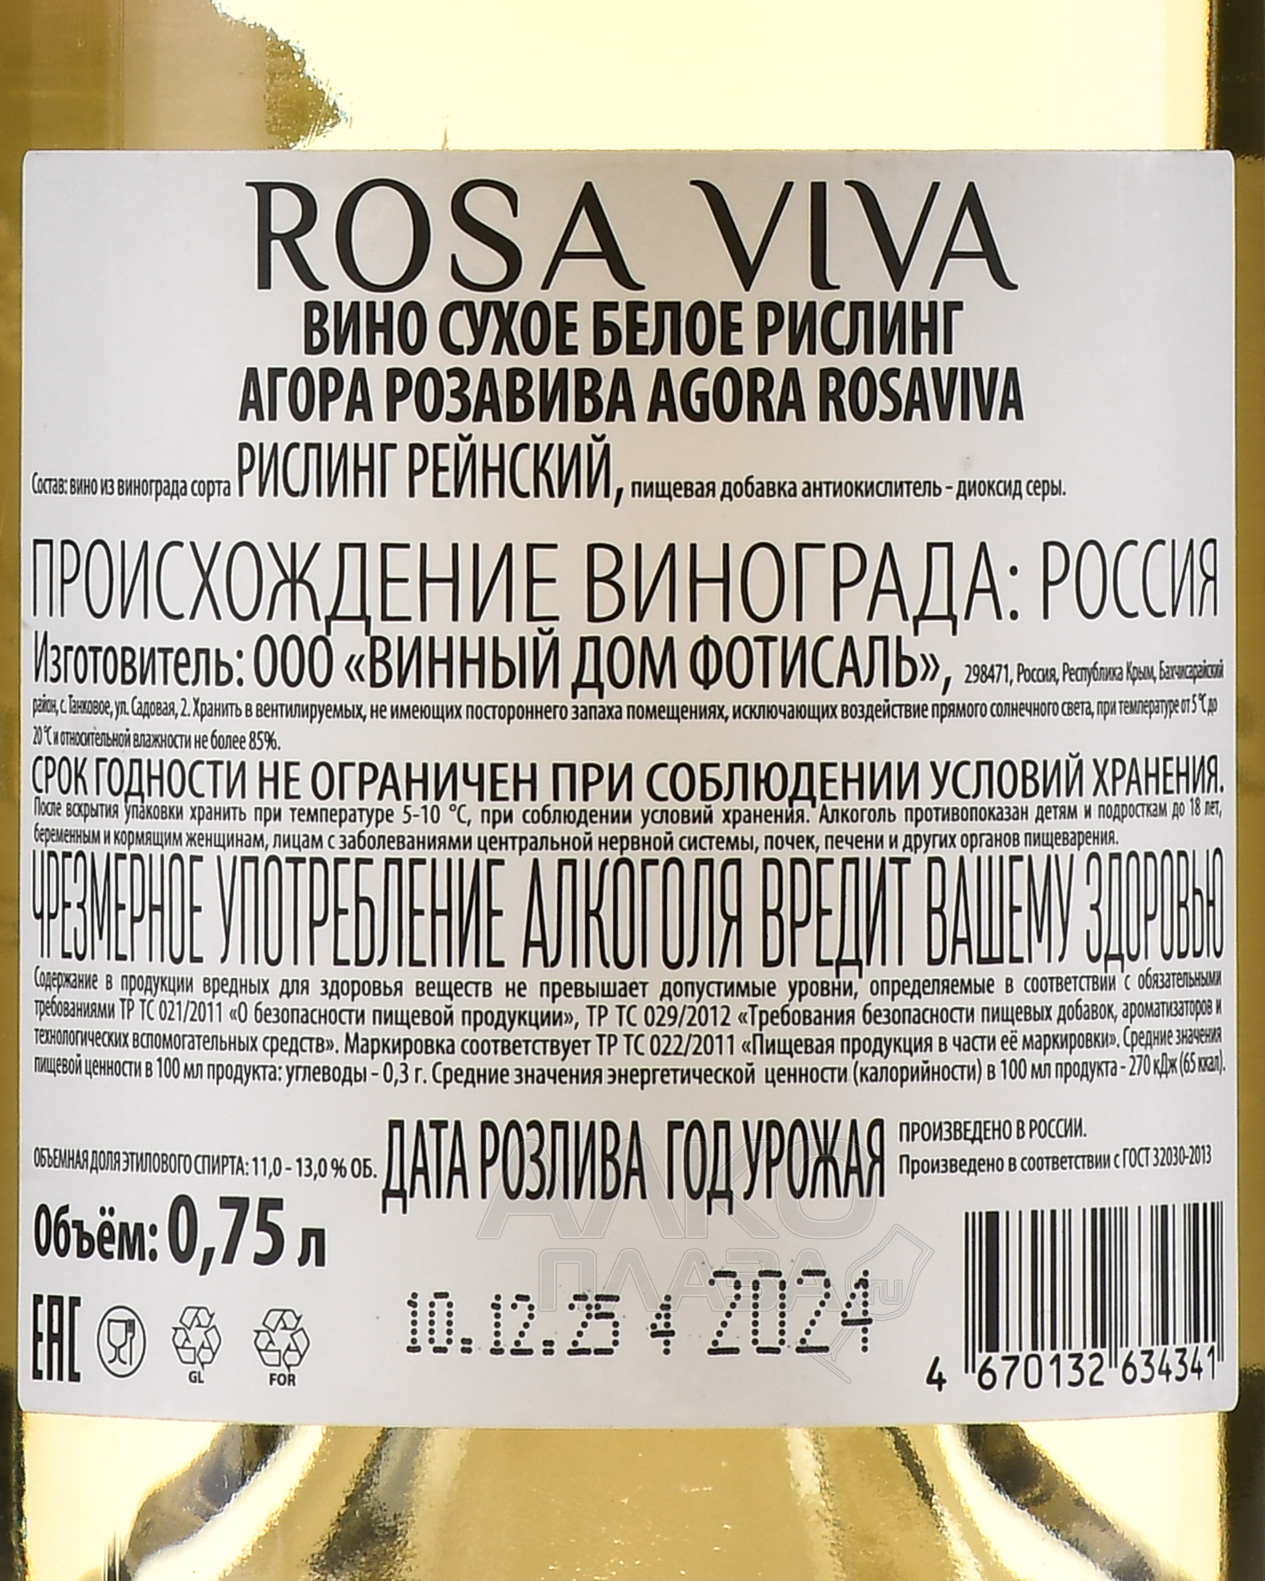 ROSA VIVA
ВИНО СУХОЕ БЕЛОЕ РИСЛИНГ
АГОРА РОЗАВИВА AGORA ROSAVIVA
Состав: вино из винограда сорта РИСЛИНГ РЕЙНСКИЙ, пищевая добавка антиокислитель – диоксид серы.
ПРОИСХОЖДЕНИЕ ВИНОГРАДА: РОССИЯ
Изготовитель: ООО «ВИННЫЙ ДОМ ФОТИСАЛЬ», 298471, Россия, Республика Крым, Бахчисарайский
район, с. Танковое, ул. Садовая, 2. Хранить в вентилируемых, не имеющих постороннего запаха помещениях, исключающих воздействие прямого солнечного света, при температуре от 5 °С до
20 °С и относительной влажности не более 85%.
СРОК ГОДНОСТИ НЕ ОГРАНИЧЕН ПРИ СОБЛЮДЕНИИ УСЛОВИЙ ХРАНЕНИЯ.
После вскрытия упаковки хранить при температуре 5-10 °С, при соблюдении условий хранения. Алкоголь противопоказан детям и подросткам до 18 лет,
беременным и кормящим женщинам, лицам с заболеваниями центральной нервной системы, почек, печени и других органов пищеварения.
ЧРЕЗМЕРНОЕ УПОТРЕБЛЕНИЕ АЛКОГОЛЯ ВРЕДИТ ВАШЕМУ ЗДОРОВЬЮ
Содержание в продукции вредных для здоровья веществ не превышает допустимые уровни, определяемые в соответствии с обязательными
требованиями ТР ТС 021/2011 «О безопасности пищевой продукции», ТР ТС 029/2012 «Требования безопасности пищевых добавок, ароматизаторов и
технологических вспомогательных средств». Маркировка соответствует ТР ТС 022/2011 «Пищевая продукция в части её маркировки». Средние значения
пищевой ценности в 100 мл продукта: углеводы - 0,3 г. Средние значения энергетической ценности (калорийности) в 100 мл продукта - 270 кДж (65 ккал).
ОБЪЕМНАЯ ДОЛЯ ЭТИЛОВОГО СПИРТА: 11,0 – 13,0 % ОБ. ДАТА РОЗЛИВА ГОД УРОЖАЯ
ПРОИЗВЕДЕНО В РОССИИ.
Произведено в соответствии с ГОСТ 32030-2013
Объём: 0,75 л
10.12.25 4 2024
EAC
GL
FOR
4 670132 634341
АЛКО
ПЛАЗА.ru